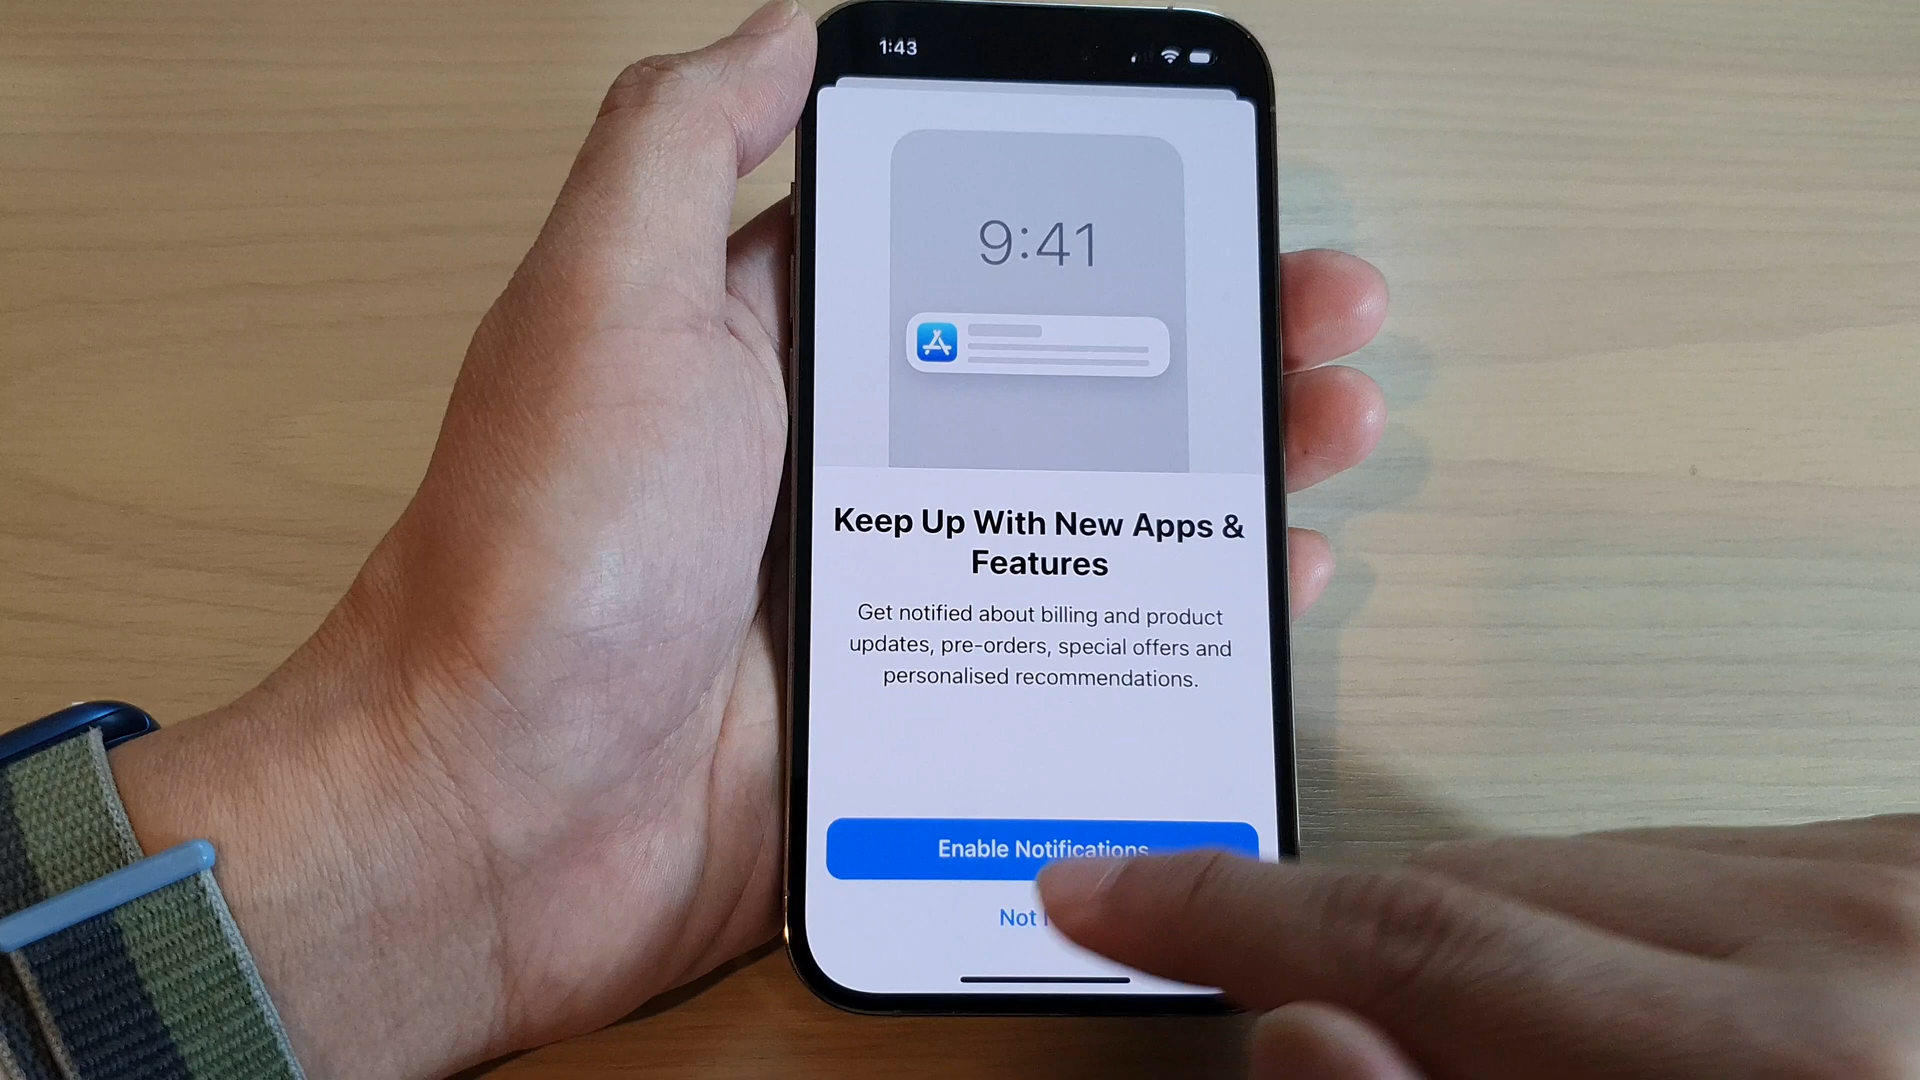 1:43
9:41
Keep Up With New Apps &
Features
Get notified about billing and product
updates, pre-orders, special offers and
personalised recommendations.
Enable Notifications
Not